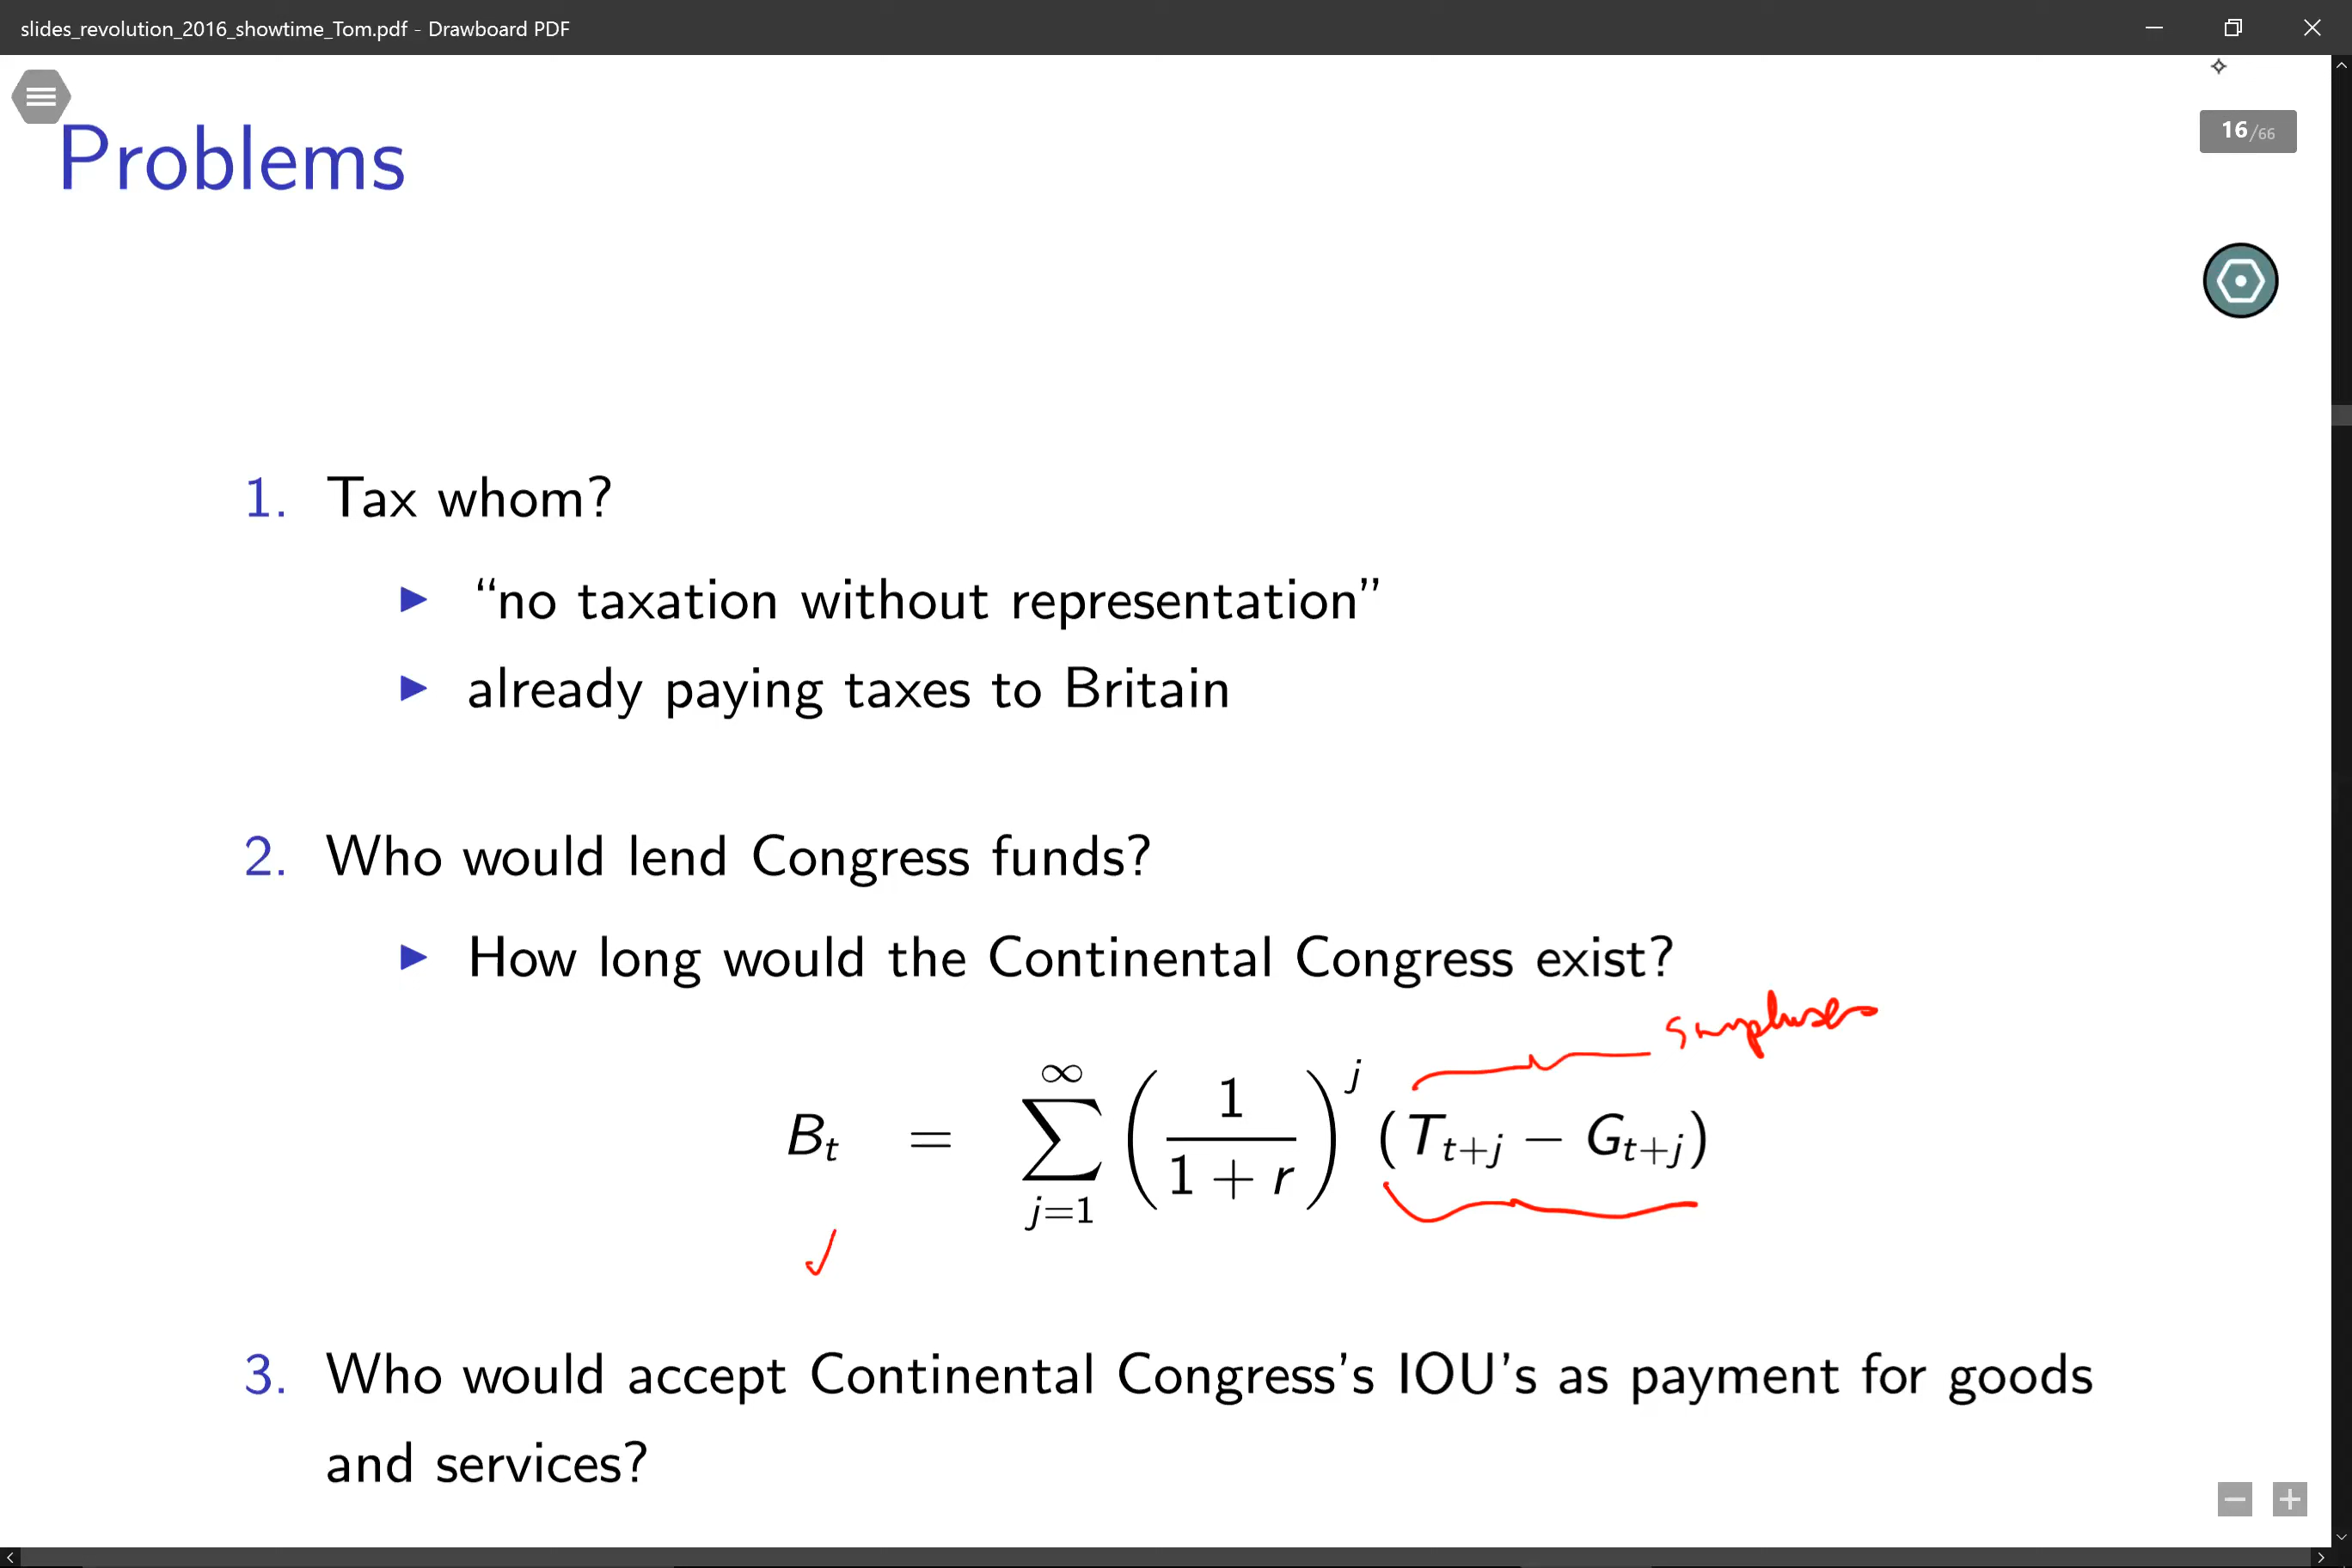 slides_revolution_2016_showtime_Tom.pdf - Drawboard PDF
16/66
Problems
1. Tax whom?
▶ “no taxation without representation”
▶ already paying taxes to Britain
2. Who would lend Congress funds?
▶ How long would the Continental Congress exist?
surpluses
B_t = ∑_{j=1}^{∞} (1/(1+r))^j (T_{t+j} − G_{t+j})
3. Who would accept Continental Congress’s IOU’s as payment for goods
and services?